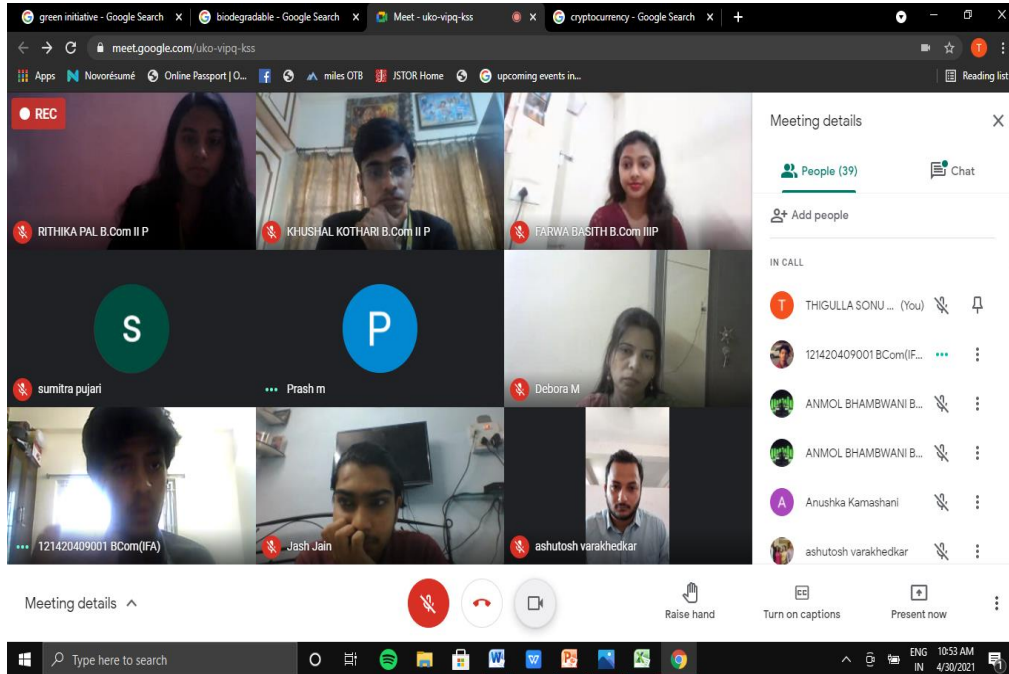 green initiative - Google Search
biodegradable - Google Search
Meet - uko-vipq-kss
cryptocurrency - Google Search
meet.google.com/uko-vipq-kss
T
Apps
Novorésumé
Online Passport | O...
miles OTB
JSTOR Home
upcoming events in...
Reading list
REC
RITHIKA PAL B.Com II P
KHUSHAL KOTHARI B.Com II P
FARWA BASITH B.Com IIIP
S
sumitra pujari
P
Prash m
Debora M
121420409001 BCom(IFA)
Jash Jain
ashutosh varakhedkar
Meeting details
People (39)
Chat
Add people
IN CALL
T
THIGULLA SONU ... (You)
121420409001 BCom(IF...
ANMOL BHAMBWANI B...
ANMOL BHAMBWANI B...
A
Anushka Kamashani
ashutosh varakhedkar
Meeting details
Raise hand
CC
Turn on captions
Present now
Type here to search
ENG
IN
10:53 AM
4/30/2021
1